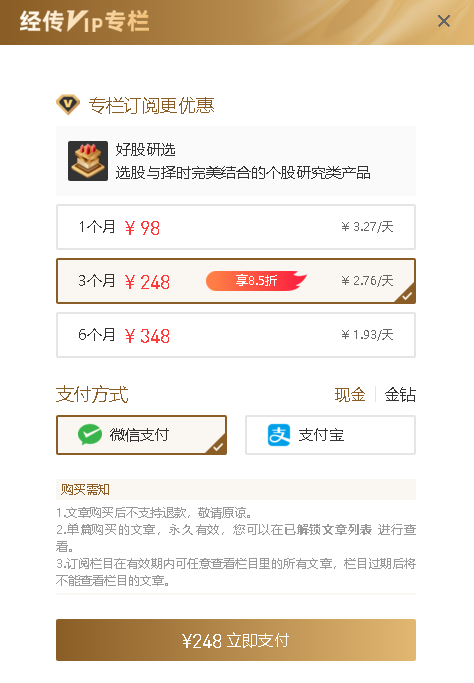 经传VIP专栏
专栏订阅更优惠
好股研选
选股与择时完美结合的个股研究类产品
1个月 ¥98 ¥3.27/天
3个月 ¥248 享8.5折 ¥2.76/天
6个月 ¥348 ¥1.93/天
支付方式 现金 金钻
微信支付 支付宝
购买需知
1.文章购买后不支持退款，敬请原谅。
2.单篇购买的文章，永久有效，您可以在已解锁文章列表 进行查
看。
3.订阅栏目在有效期内可任意查看栏目里的所有文章，栏目过期后将
不能查看栏目的文章。
¥248 立即支付